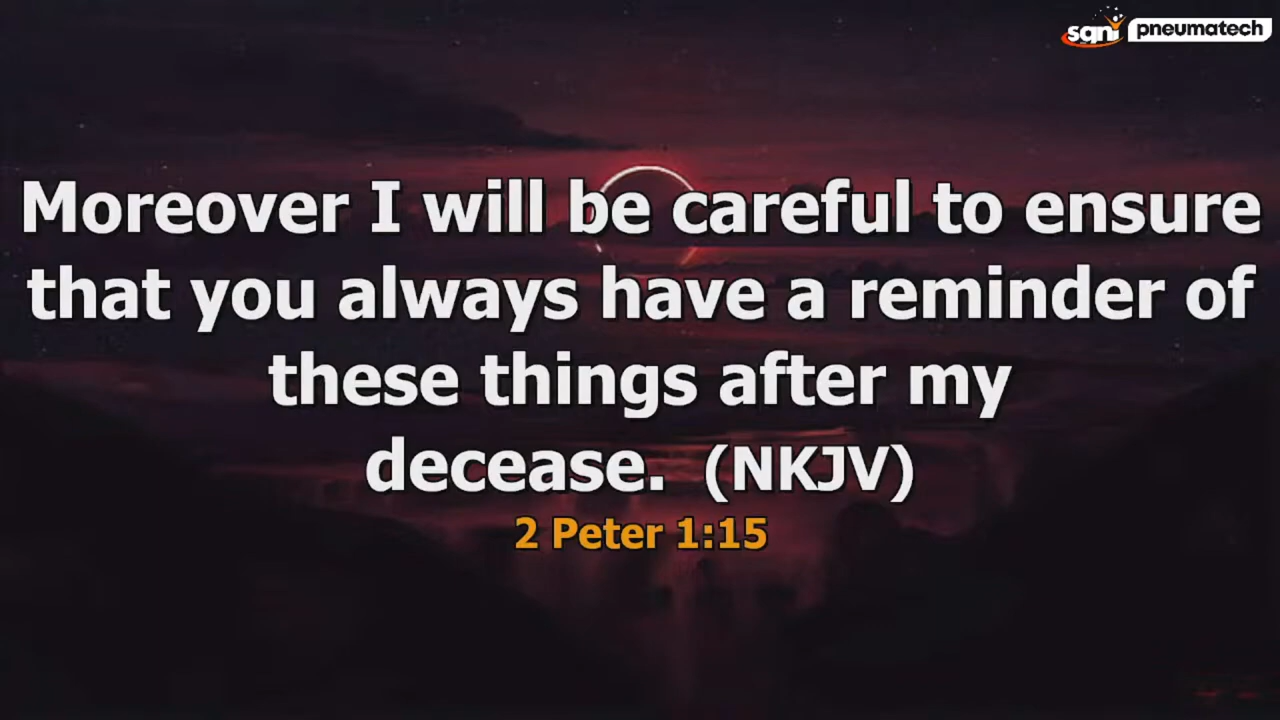 sqni pneumatech
Moreover I will be careful to ensure
that you always have a reminder of
these things after my
decease. (NKJV)
2 Peter 1:15